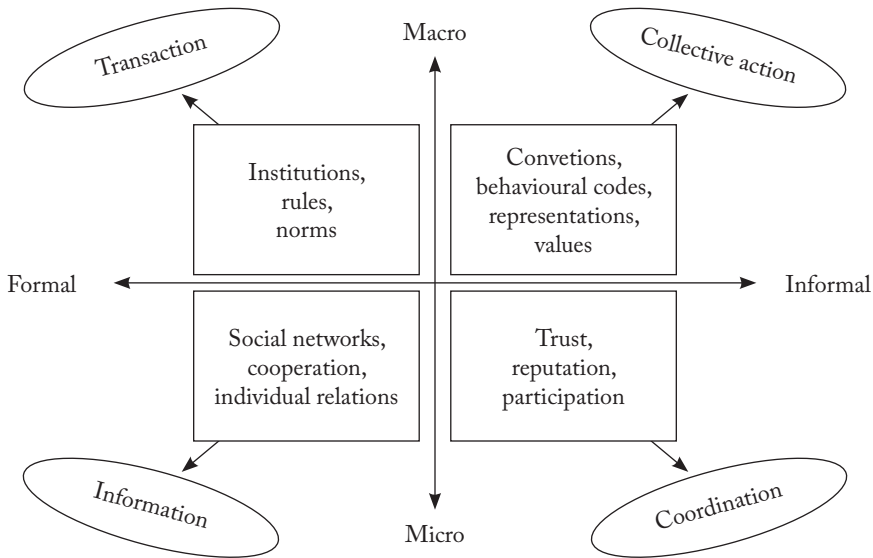 Macro
Transaction
Collective action
Institutions,
rules,
norms
Convetions,
behavioural codes,
representations,
values
Formal
Informal
Social networks,
cooperation,
individual relations
Trust,
reputation,
participation
Information
Coordination
Micro